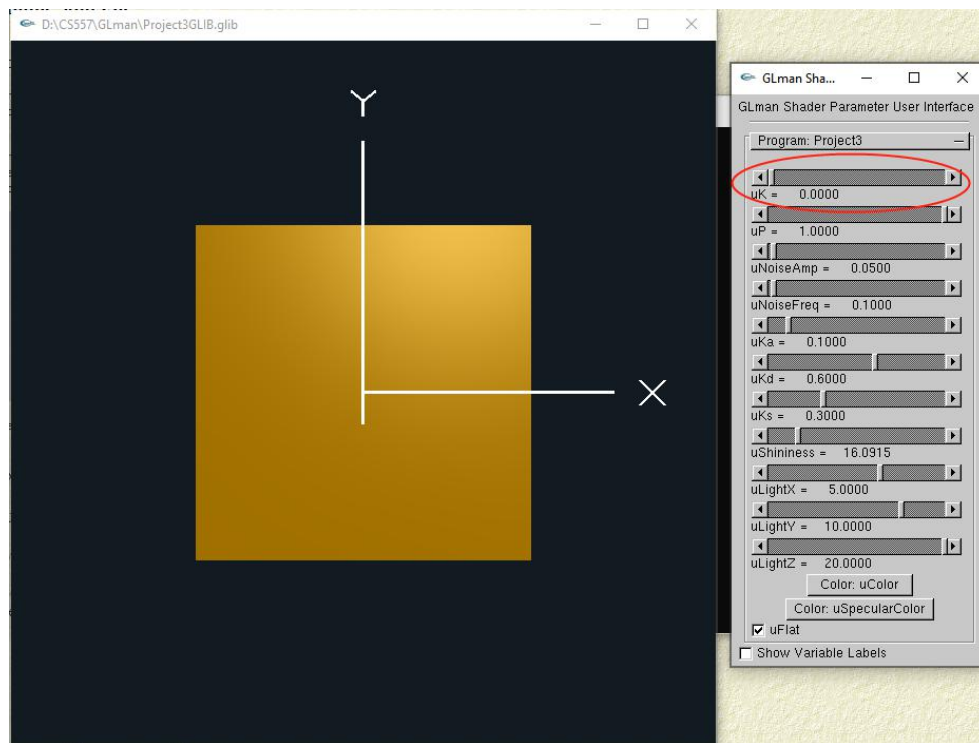 D:\CS557\GLman\Project3GLIB.glib
Y
X
GLman Sha...
GLman Shader Parameter User Interface
Program: Project3
uK = 0.0000
uP = 1.0000
uNoiseAmp = 0.0500
uNoiseFreq = 0.1000
uKa = 0.1000
uKd = 0.6000
uKs = 0.3000
uShininess = 16.0915
uLightX = 5.0000
uLightY = 10.0000
uLightZ = 20.0000
Color: uColor
Color: uSpecularColor
uFlat
Show Variable Labels